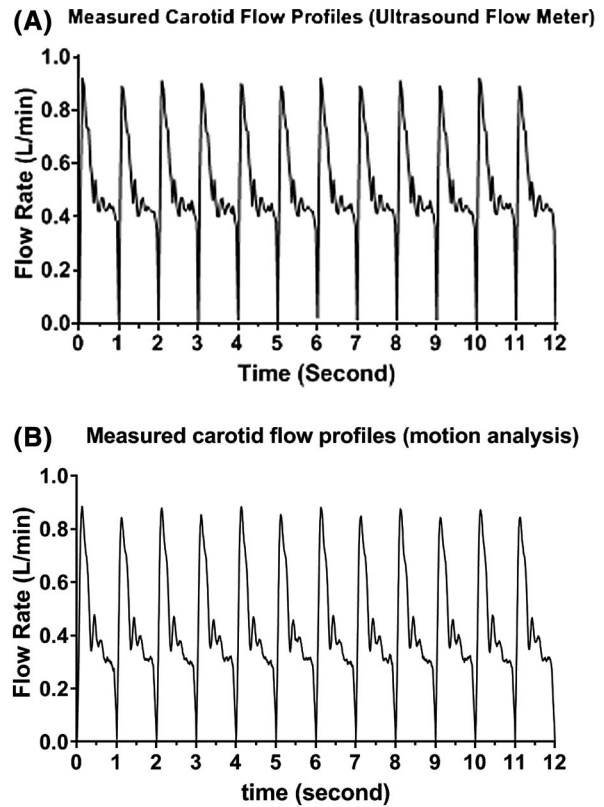 (A) Measured Carotid Flow Profiles (Ultrasound Flow Meter)
Flow Rate (L/min)
1.0
0.8
0.6
0.4
0.2
0.0
0 1 2 3 4 5 6 7 8 9 10 11 12
Time (Second)
(B) Measured carotid flow profiles (motion analysis)
Flow Rate (L/min)
1.0
0.8
0.6
0.4
0.2
0.0
0 1 2 3 4 5 6 7 8 9 10 11 12
time (second)